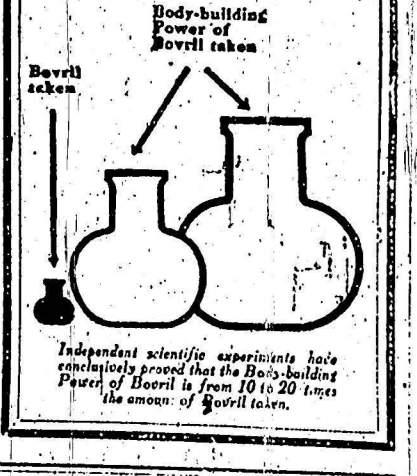 Body-building
Power of
Bovril taken
Bovril
taken
Independent scientific experiments have
conclusively proved that the Body-building
Power of Bovril is from 10 to 20 times
the amount of Bovril taken.